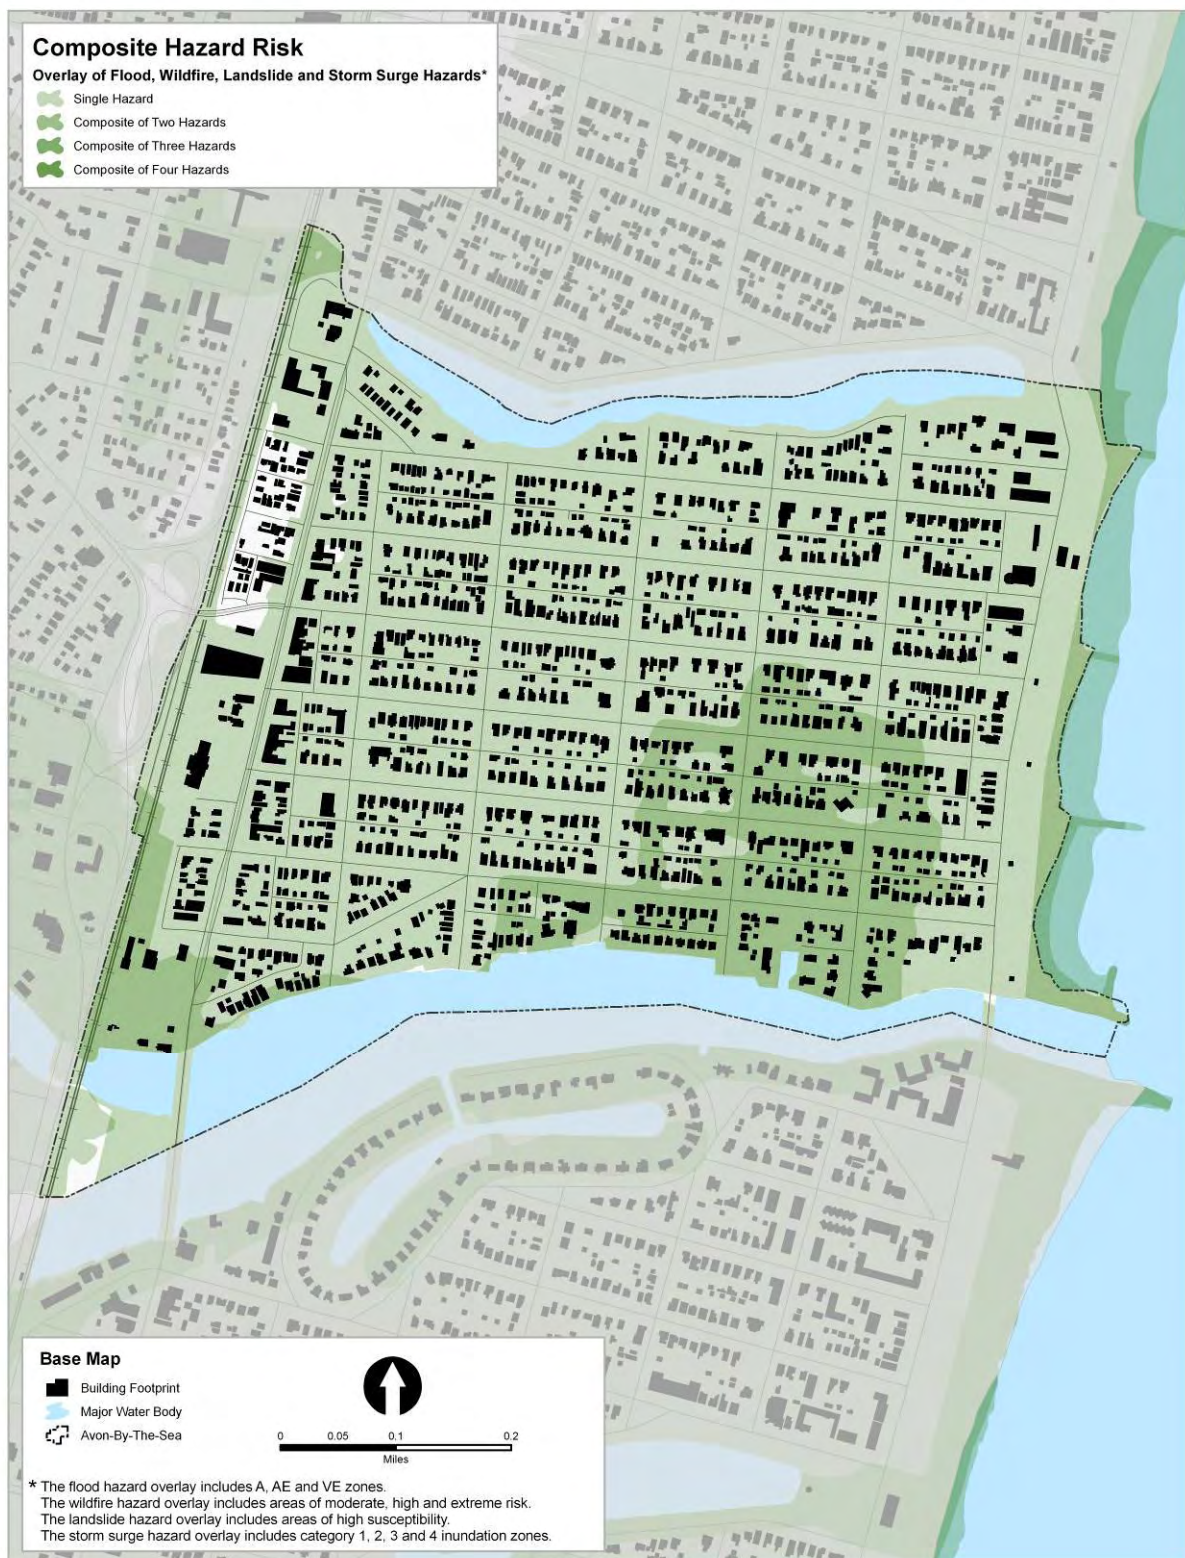 Composite Hazard Risk
Overlay of Flood, Wildfire, Landslide and Storm Surge Hazards*
Single Hazard
Composite of Two Hazards
Composite of Three Hazards
Composite of Four Hazards
Base Map
Building Footprint
Major Water Body
Avon-By-The-Sea
0 0.05 0.1 0.2
Miles
* The flood hazard overlay includes A, AE and VE zones.
The wildfire hazard overlay includes areas of moderate, high and extreme risk.
The landslide hazard overlay includes areas of high susceptibility.
The storm surge hazard overlay includes category 1, 2, 3 and 4 inundation zones.